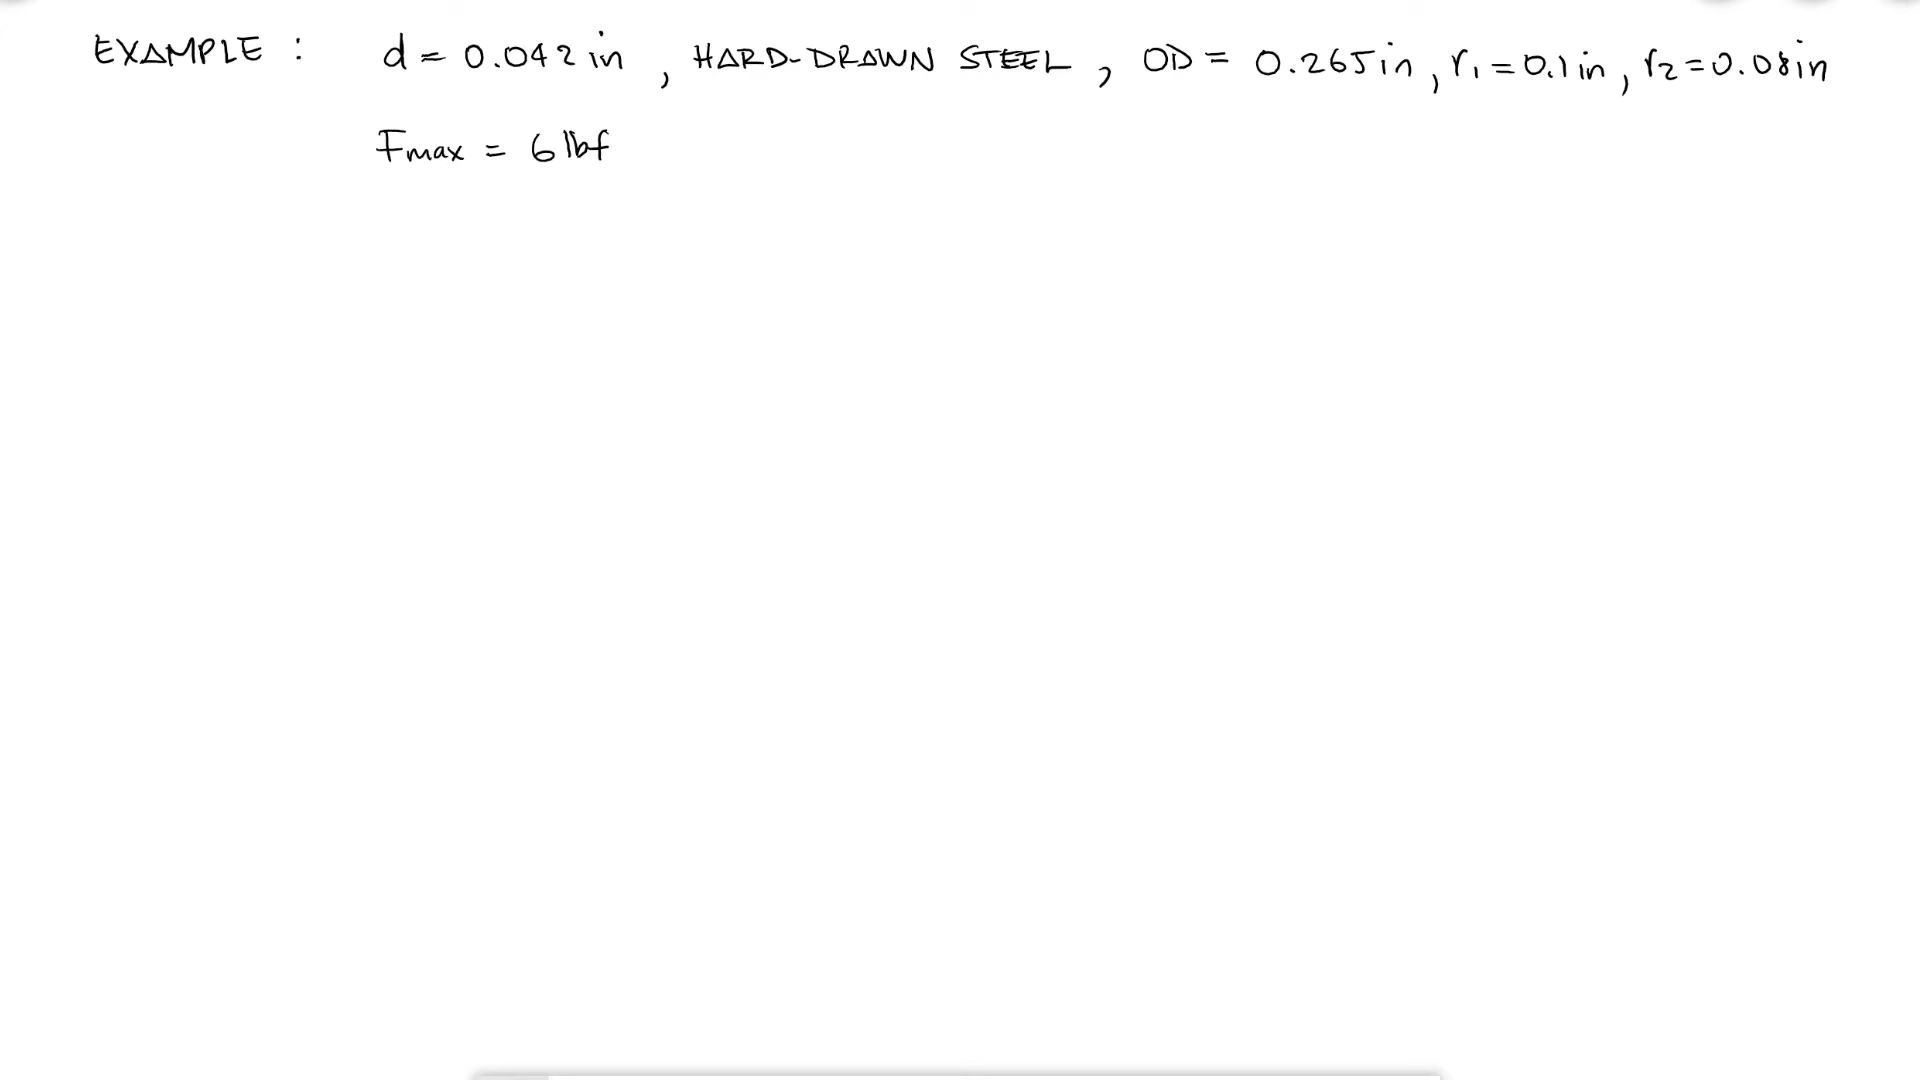 EXAMPLE : d = 0.042 in , HARD-DRAWN STEEL , OD = 0.265 in , r₁ = 0.1 in , r₂ = 0.08 in
Fmax = 6 lbf